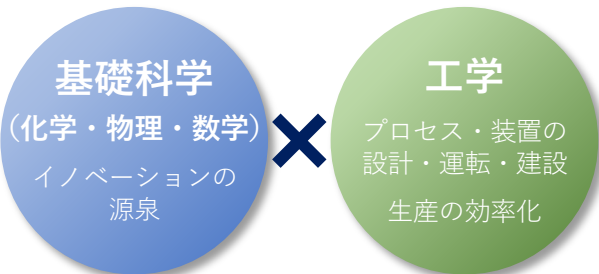 基礎科学
(化学・物理・数学)
イノベーションの
源泉
×
工学
プロセス・装置の
設計・運転・建設
生産の効率化